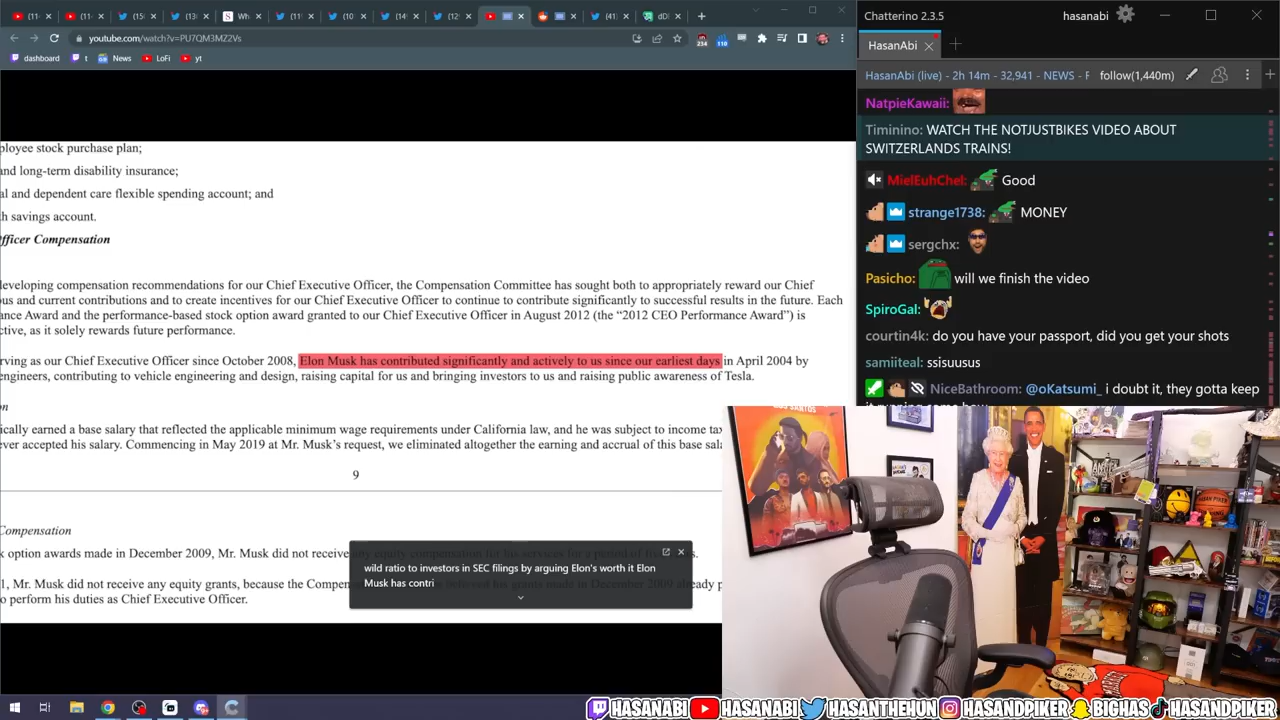 youtube.com/watch?v=PU7QM3MZ2Vs
dashboard
t
News
LoFi
yt
ployee stock purchase plan;
and long-term disability insurance;
al and dependent care flexible spending account; and
h savings account.
fficer Compensation
developing compensation recommendations for our Chief Executive Officer, the Compensation Committee has sought both to appropriately reward our Chief
ous and current contributions and to create incentives for our Chief Executive Officer to continue to contribute significantly to successful results in the future. Each
ance Award and the performance-based stock option award granted to our Chief Executive Officer in August 2012 (the “2012 CEO Performance Award”) is
ctive, as it solely rewards future performance.
rving as our Chief Executive Officer since October 2008, Elon Musk has contributed significantly and actively to us since our earliest days in April 2004 by
engineers, contributing to vehicle engineering and design, raising capital for us and bringing investors to us and raising public awareness of Tesla.
on
ically earned a base salary that reflected the applicable minimum wage requirements under California law, and he was subject to income tax
ver accepted his salary. Commencing in May 2019 at Mr. Musk’s request, we eliminated altogether the earning and accrual of this base sala
9
Compensation
k option awards made in December 2009, Mr. Musk did not receive
1, Mr. Musk did not receive any equity grants, because the Compen
already p
o perform his duties as Chief Executive Officer.
wild ratio to investors in SEC filings by arguing Elon's worth it Elon
Musk has contri
Chatterino 2.3.5
hasanabi
HasanAbi
HasanAbi (live) - 2h 14m - 32,941 - NEWS - F
follow(1,440m)
NatpieKawaii:
Timinino: WATCH THE NOTJUSTBIKES VIDEO ABOUT
SWITZERLANDS TRAINS!
MielEuhChel: Good
strange1738: MONEY
sergchx:
Pasicho: will we finish the video
SpiroGal:
courtin4k: do you have your passport, did you get your shots
samiiteal: ssisuusus
NiceBathroom: @oKatsumi_ i doubt it, they gotta keep
HASANABI
HASANABI
HASANTHEHUN
HASANDPIKER
BIGHAS
HASANDPIKER